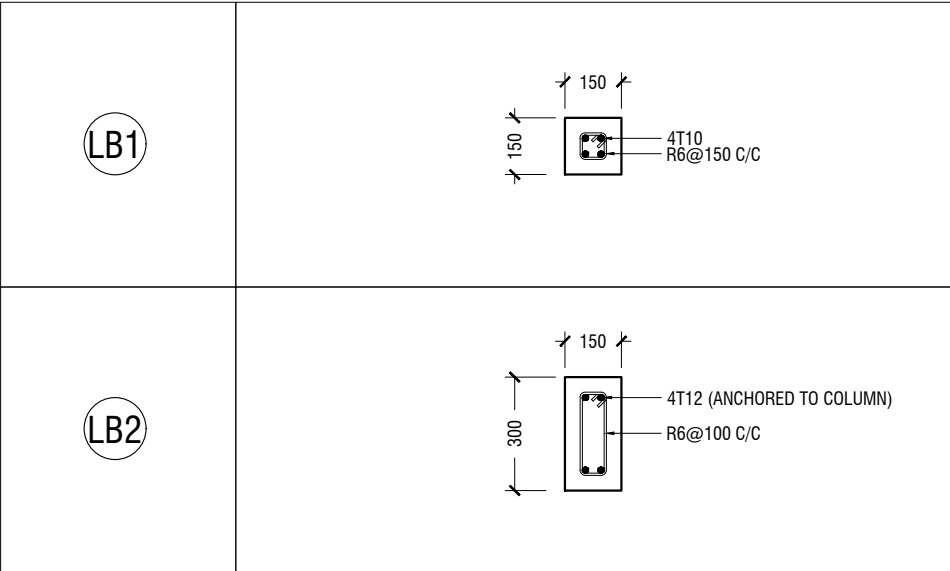 LB1
150
150
4T10
R6@150 C/C
LB2
150
300
4T12 (ANCHORED TO COLUMN)
R6@100 C/C